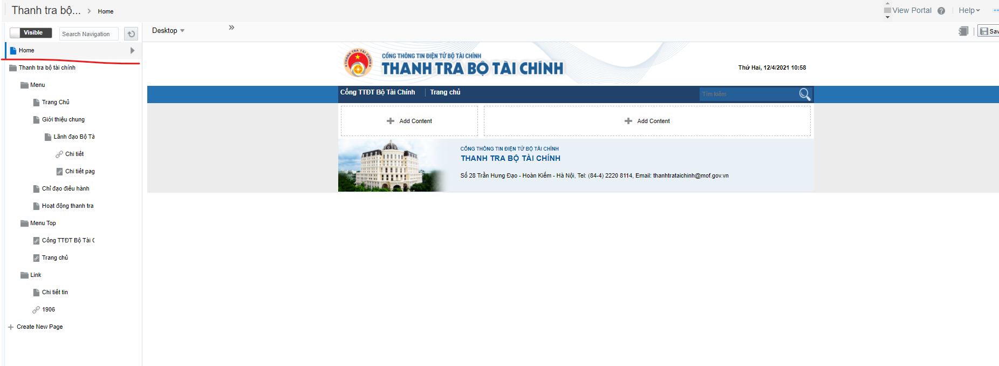 Thanh tra bộ... Home
View Portal ? Help
Visible
Search Navigation
Desktop
Sav
Home
Thanh tra bộ tài chính
Menu
Trang Chủ
Giới thiệu chung
Lãnh đạo Bộ Tà
Chi tiết
Chi tiết pag
Chỉ đạo điều hành
Hoạt động thanh tra
Menu Top
Cổng TTĐT Bộ Tài C
Trang chủ
Link
Chi tiết tin
1906
Create New Page
THANH TRA TÀI CHÍNH
CỔNG THÔNG TIN ĐIỆN TỬ BỘ TÀI CHÍNH
THANH TRA BỘ TÀI CHÍNH
Thứ Hai, 12/4/2021 10:58
Cổng TTĐT Bộ Tài Chính Trang chủ
Tìm kiếm
Add Content Add Content
CỔNG THÔNG TIN ĐIỆN TỬ BỘ TÀI CHÍNH
THANH TRA BỘ TÀI CHÍNH
Số 28 Trần Hưng Đạo - Hoàn Kiếm - Hà Nội, Tel: (84-4) 2220 8114, Email: thanhtrataichinh@mof.gov.vn